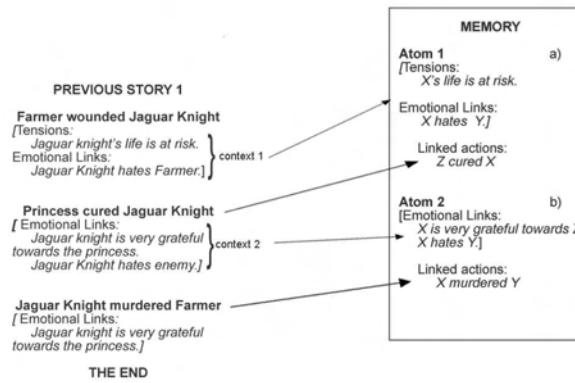 PREVIOUS STORY 1
Farmer wounded Jaguar Knight
[Tensions:
Jaguar knight's life is at risk.
Emotional Links:
Jaguar Knight hates Farmer.]
context 1
Princess cured Jaguar Knight
[ Emotional Links:
Jaguar knight is very grateful
towards the princess.
Jaguar Knight hates enemy.]
context 2
Jaguar Knight murdered Farmer
[ Emotional Links:
Jaguar knight is very grateful
towards the princess.]
THE END
MEMORY
Atom 1 a)
[Tensions:
X's life is at risk.
Emotional Links:
X hates Y.]
Linked actions:
Z cured X
Atom 2 b)
[Emotional Links:
X is very grateful towards
X hates Y.]
Linked actions:
X murdered Y